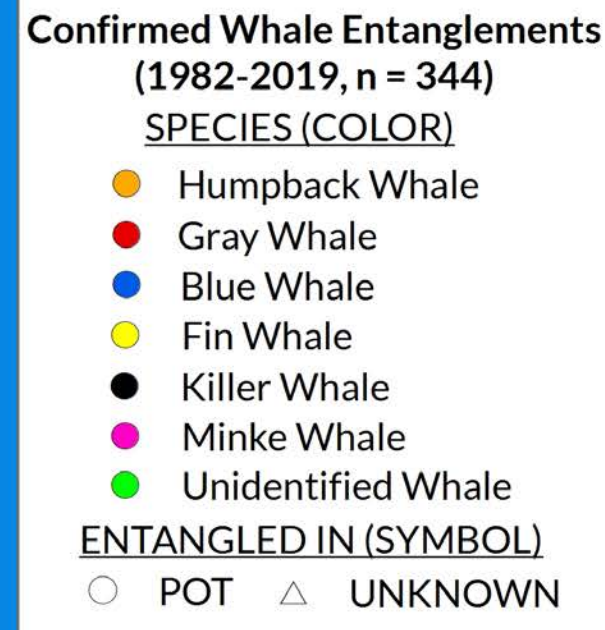 Confirmed Whale Entanglements
(1982-2019, n = 344)
SPECIES (COLOR)
Humpback Whale
Gray Whale
Blue Whale
Fin Whale
Killer Whale
Minke Whale
Unidentified Whale
ENTANGLED IN (SYMBOL)
POT UNKNOWN